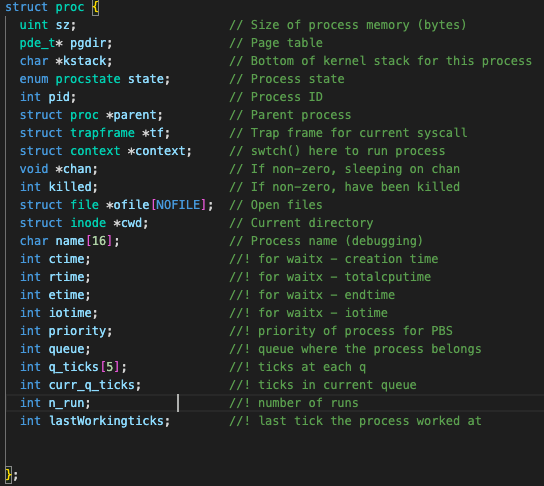 struct proc {
  uint sz;                     // Size of process memory (bytes)
  pde_t* pgdir;                // Page table
  char *kstack;                // Bottom of kernel stack for this process
  enum procstate state;        // Process state
  int pid;                     // Process ID
  struct proc *parent;         // Parent process
  struct trapframe *tf;        // Trap frame for current syscall
  struct context *context;     // swtch() here to run process
  void *chan;                  // If non-zero, sleeping on chan
  int killed;                  // If non-zero, have been killed
  struct file *ofile[NOFILE];  // Open files
  struct inode *cwd;           // Current directory
  char name[16];               // Process name (debugging)
  int ctime;                   //! for waitx - creation time
  int rtime;                   //! for waitx - totalcputime
  int etime;                   //! for waitx - endtime
  int iotime;                  //! for waitx - iotime
  int priority;                //! priority of process for PBS
  int queue;                   //! queue where the process belongs
  int q_ticks[5];              //! ticks at each q
  int curr_q_ticks;            //! ticks in current queue
  int n_run;                   //! number of runs
  int lastWorkingticks;        //! last tick the process worked at
};